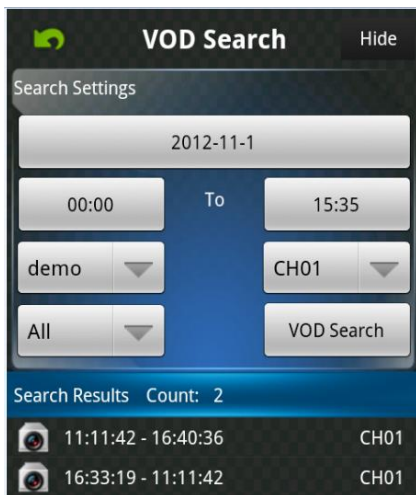 VOD Search Hide
Search Settings
2012-11-1
00:00 To 15:35
demo CH01
All VOD Search
Search Results Count: 2
11:11:42 - 16:40:36 CH01
16:33:19 - 11:11:42 CH01